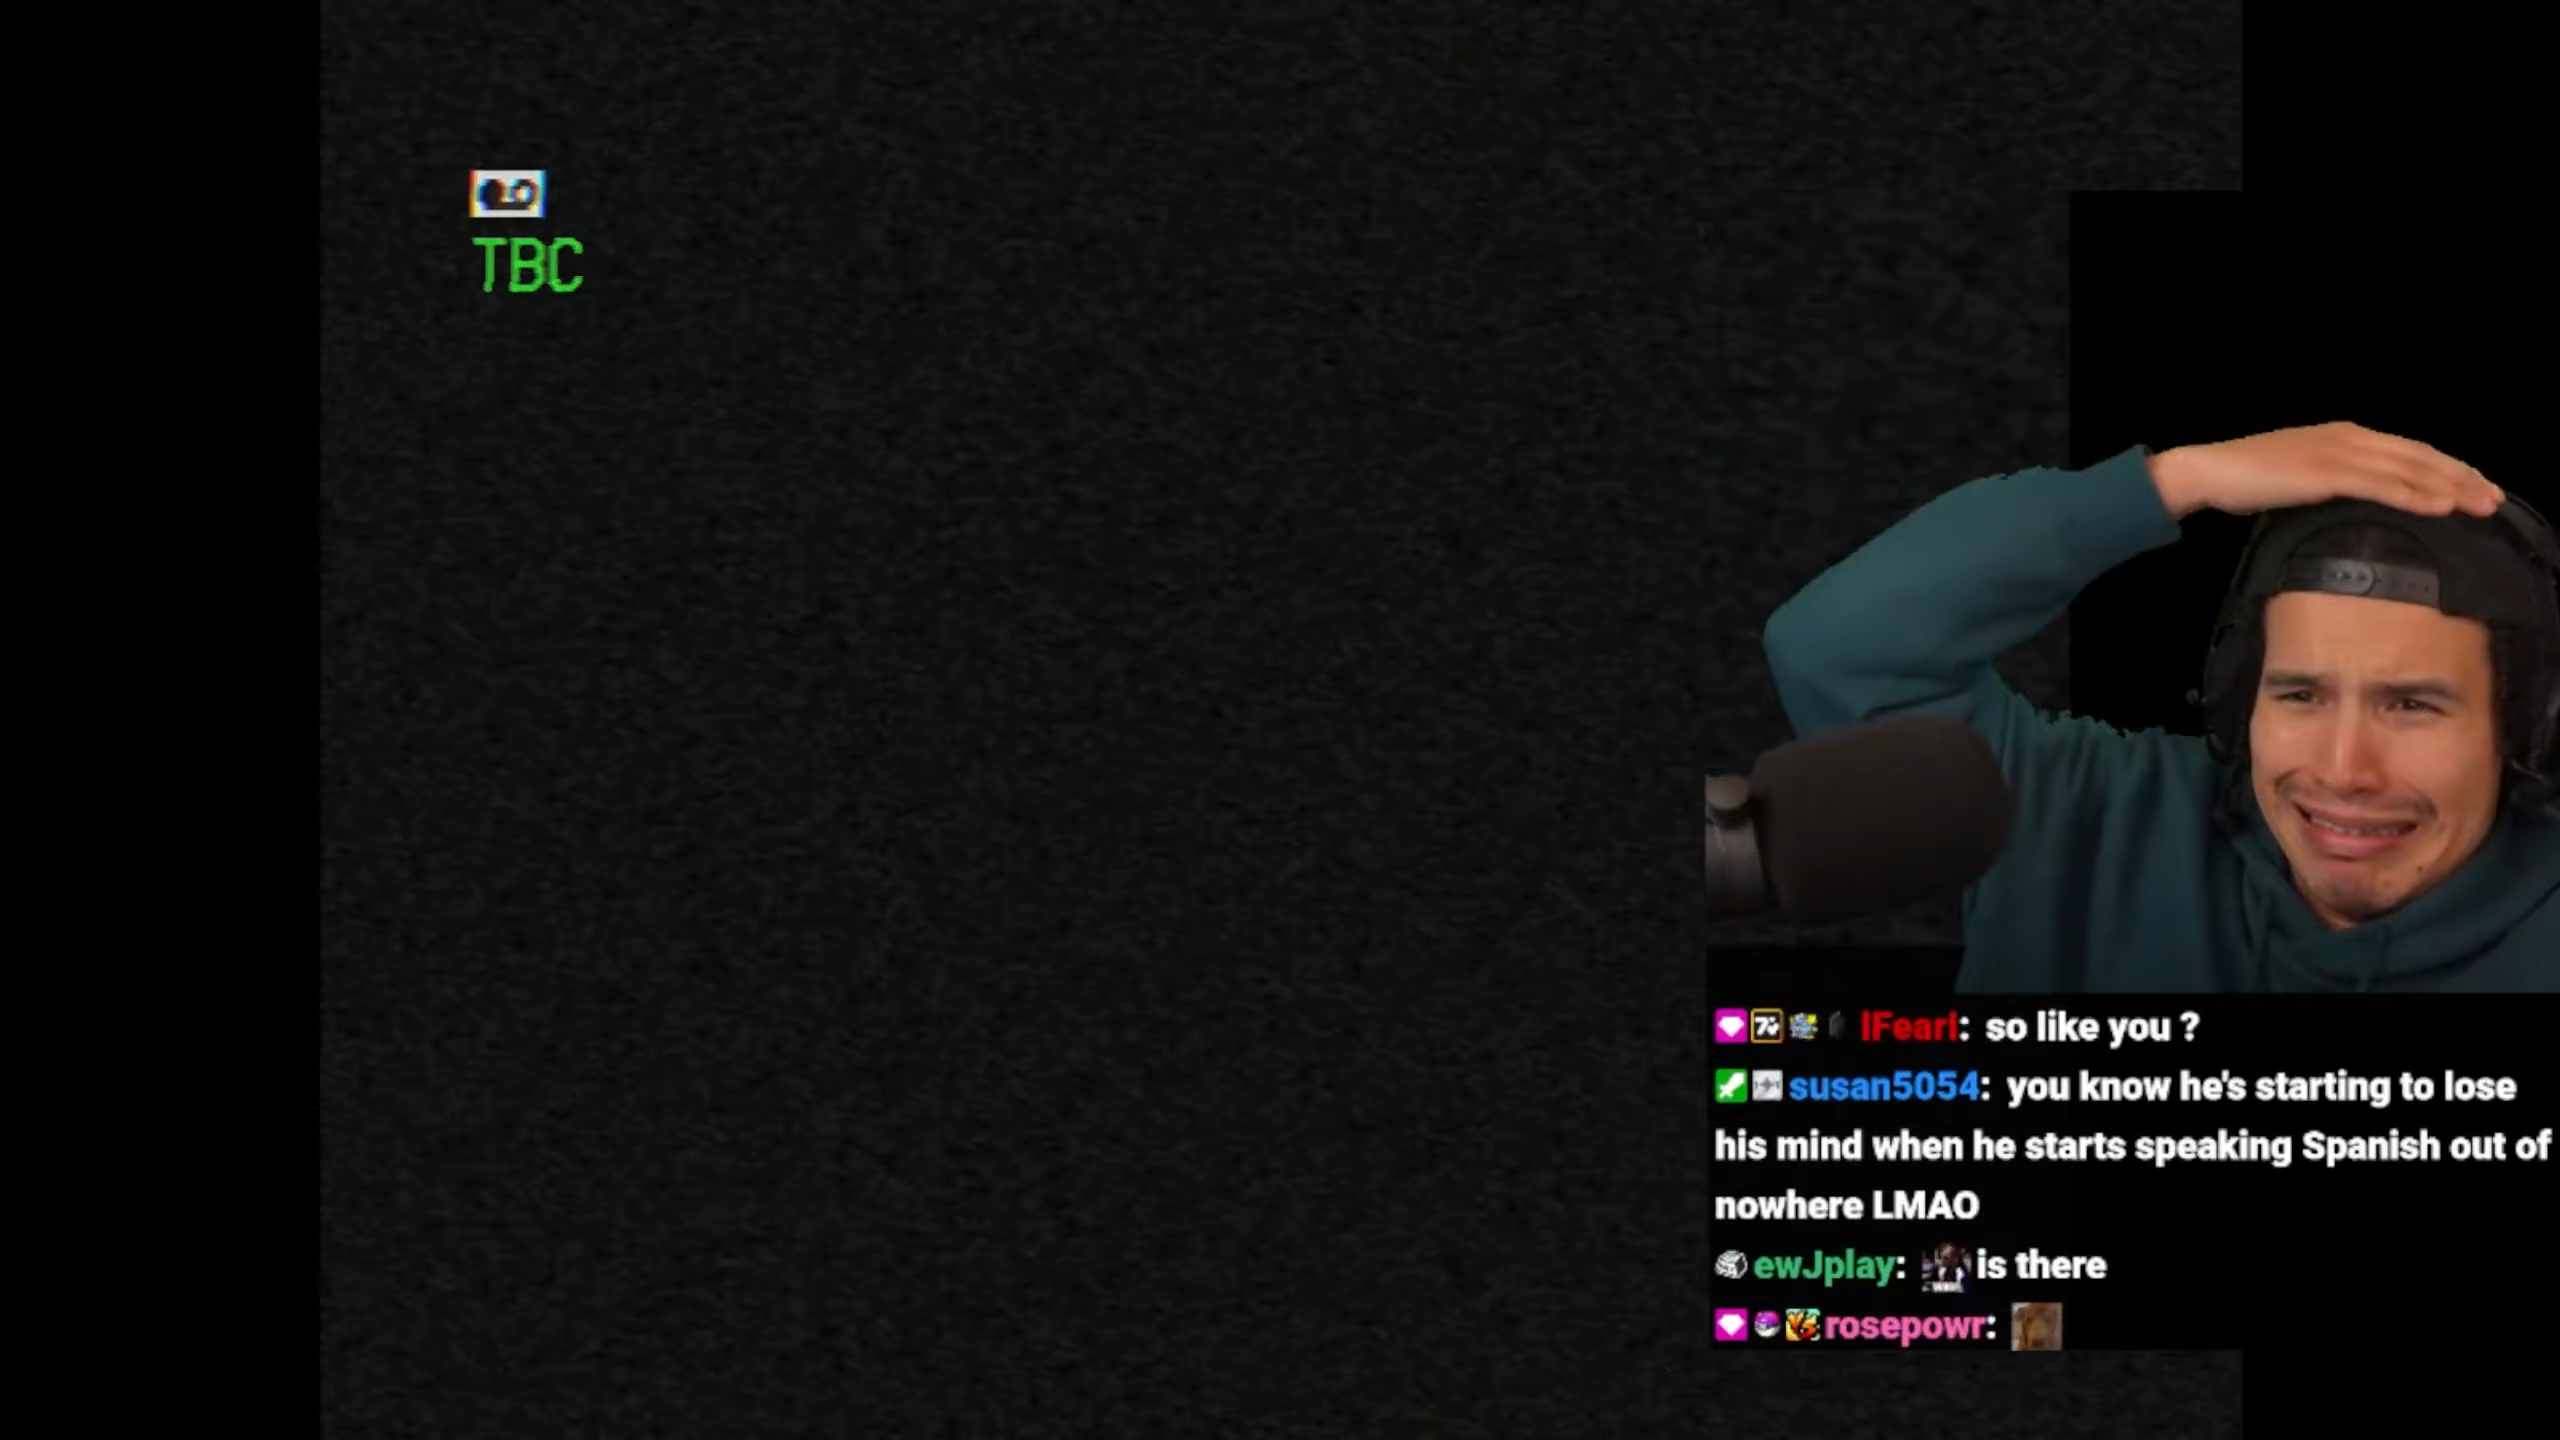 TBC
lFearl: so like you ?
susan5054: you know he's starting to lose
his mind when he starts speaking Spanish out of
nowhere LMAO
ewJplay: is there
rosepowr: